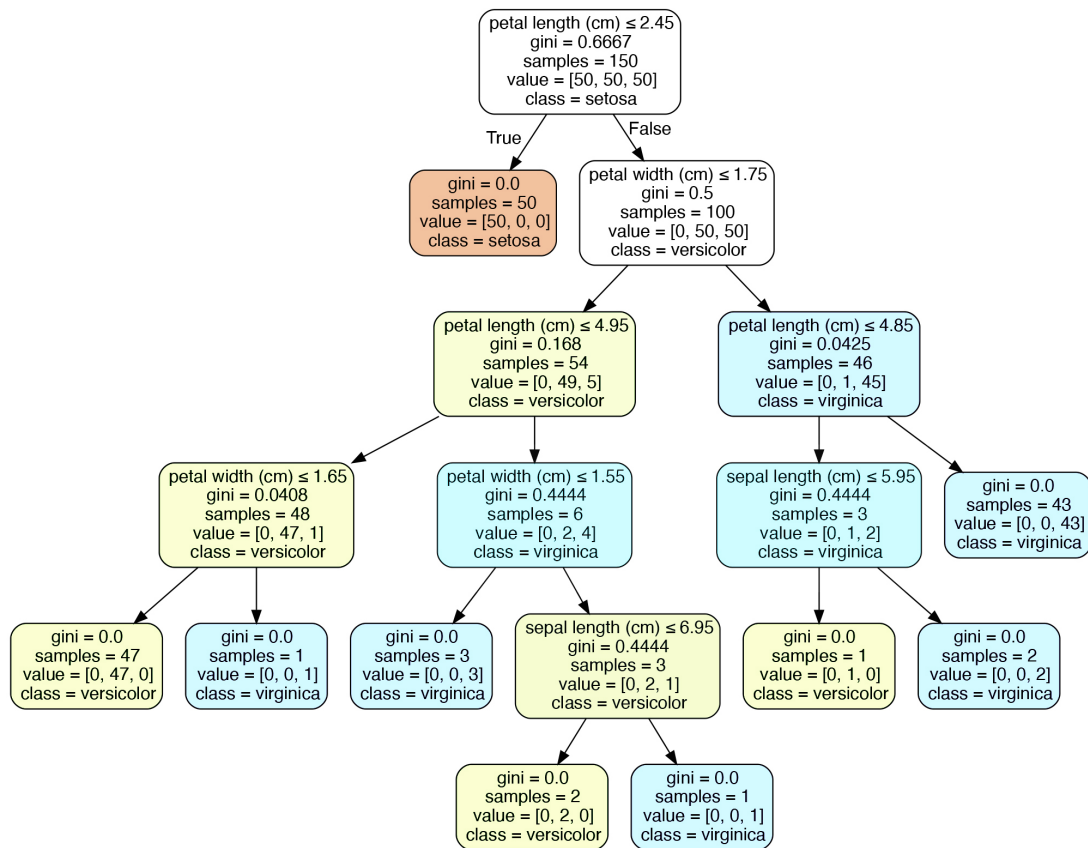 petal length (cm) ≤ 2.45
gini = 0.6667
samples = 150
value = [50, 50, 50]
class = setosa
True
False
gini = 0.0
samples = 50
value = [50, 0, 0]
class = setosa
petal width (cm) ≤ 1.75
gini = 0.5
samples = 100
value = [0, 50, 50]
class = versicolor
petal length (cm) ≤ 4.95
gini = 0.168
samples = 54
value = [0, 49, 5]
class = versicolor
petal length (cm) ≤ 4.85
gini = 0.0425
samples = 46
value = [0, 1, 45]
class = virginica
petal width (cm) ≤ 1.65
gini = 0.0408
samples = 48
value = [0, 47, 1]
class = versicolor
petal width (cm) ≤ 1.55
gini = 0.4444
samples = 6
value = [0, 2, 4]
class = virginica
sepal length (cm) ≤ 5.95
gini = 0.4444
samples = 3
value = [0, 1, 2]
class = virginica
gini = 0.0
samples = 43
value = [0, 0, 43]
class = virginica
gini = 0.0
samples = 47
value = [0, 47, 0]
class = versicolor
gini = 0.0
samples = 1
value = [0, 0, 1]
class = virginica
gini = 0.0
samples = 3
value = [0, 0, 3]
class = virginica
sepal length (cm) ≤ 6.95
gini = 0.4444
samples = 3
value = [0, 2, 1]
class = versicolor
gini = 0.0
samples = 1
value = [0, 1, 0]
class = versicolor
gini = 0.0
samples = 2
value = [0, 0, 2]
class = virginica
gini = 0.0
samples = 2
value = [0, 2, 0]
class = versicolor
gini = 0.0
samples = 1
value = [0, 0, 1]
class = virginica